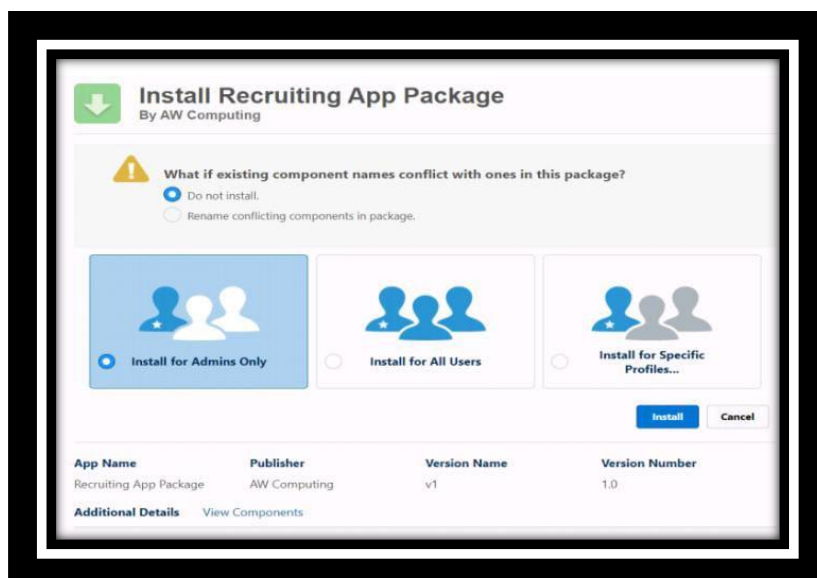 Install Recruiting App Package
By AW Computing
What if existing component names conflict with ones in this package?
Do not install.
Rename conflicting components in package.
Install for Admins Only
Install for All Users
Install for Specific
Profiles...
Install Cancel
App Name Publisher Version Name Version Number
Recruiting App Package AW Computing v1 1.0
Additional Details View Components